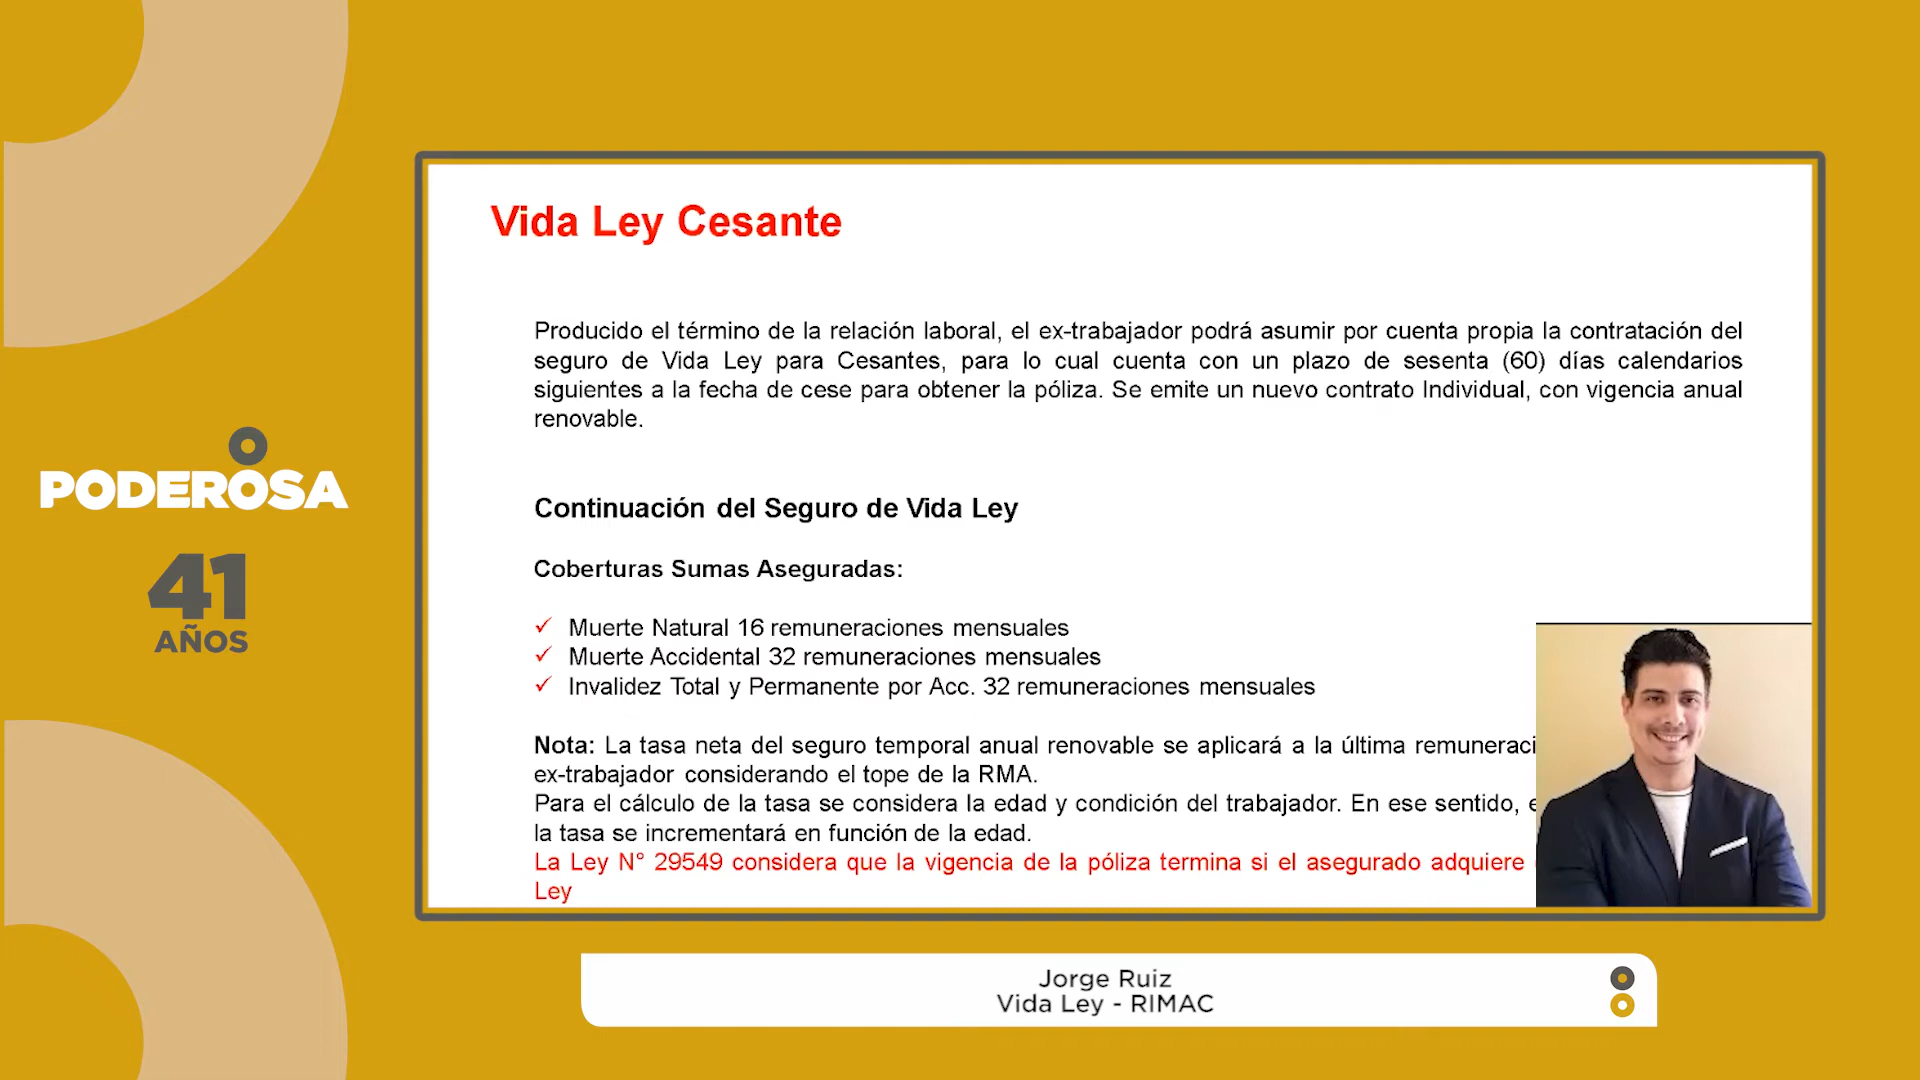 PODEROSA
41
AÑOS
Vida Ley Cesante
Producido el término de la relación laboral, el ex-trabajador podrá asumir por cuenta propia la contratación del
seguro de Vida Ley para Cesantes, para lo cual cuenta con un plazo de sesenta (60) días calendarios
siguientes a la fecha de cese para obtener la póliza. Se emite un nuevo contrato Individual, con vigencia anual
renovable.
Continuación del Seguro de Vida Ley
Coberturas Sumas Aseguradas:
✓ Muerte Natural 16 remuneraciones mensuales
✓ Muerte Accidental 32 remuneraciones mensuales
✓ Invalidez Total y Permanente por Acc. 32 remuneraciones mensuales
Nota: La tasa neta del seguro temporal anual renovable se aplicará a la última
ex-trabajador considerando el tope de la RMA.
Para el cálculo de la tasa se considera la edad y condición del trabajador. En ese sentido,
la tasa se incrementará en función de la edad.
La Ley N° 29549 considera que la vigencia de la póliza termina si el asegurado adquiere
Ley
Jorge Ruiz
Vida Ley - RIMAC